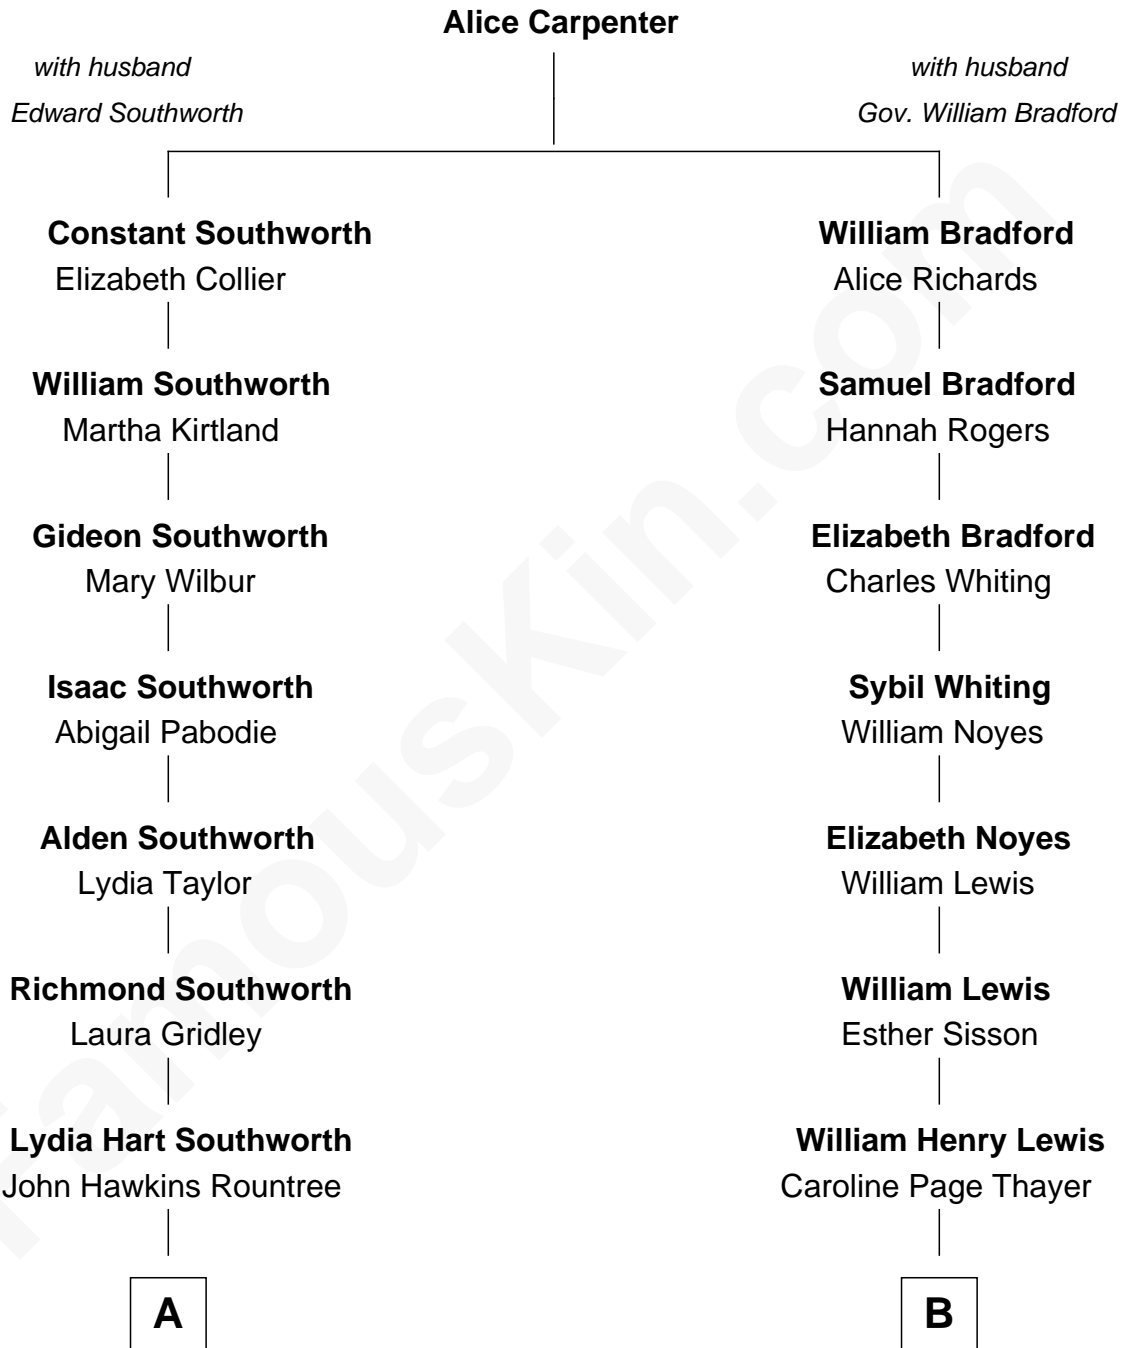 Alice Carpenter
with husband
Edward Southworth
with husband
Gov. William Bradford
Constant Southworth
Elizabeth Collier
William Southworth
Martha Kirtland
Gideon Southworth
Mary Wilbur
Isaac Southworth
Abigail Pabodie
Alden Southworth
Lydia Taylor
Richmond Southworth
Laura Gridley
Lydia Hart Southworth
John Hawkins Rountree
A
William Bradford
Alice Richards
Samuel Bradford
Hannah Rogers
Elizabeth Bradford
Charles Whiting
Sybil Whiting
William Noyes
Elizabeth Noyes
William Lewis
William Lewis
Esther Sisson
William Henry Lewis
Caroline Page Thayer
B
FamousKin.com